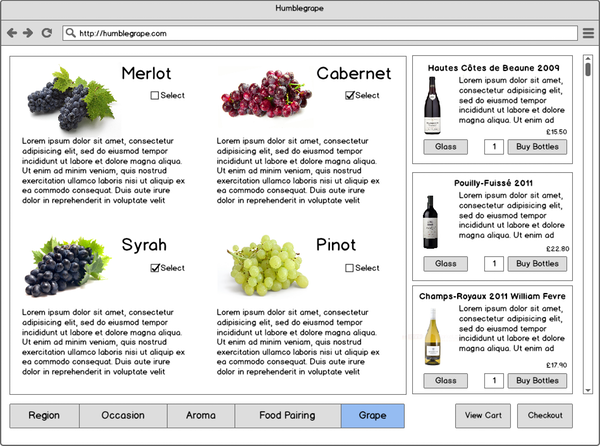 Humblegrape
http://humblegrape.com
Merlot
Select
Lorem ipsum dolor sit amet, consectetur
adipisicing elit, sed do eiusmod tempor
incididunt ut labore et dolore magna aliqua.
Ut enim ad minim veniam, quis nostrud
exercitation ullamco laboris nisi ut aliquip ex
ea commodo consequat. Duis aute irure
dolor in reprehenderit in voluptate velit
Cabernet
Select
Lorem ipsum dolor sit amet, consectetur
adipisicing elit, sed do eiusmod tempor
incididunt ut labore et dolore magna aliqua.
Ut enim ad minim veniam, quis nostrud
exercitation ullamco laboris nisi ut aliquip ex
ea commodo consequat. Duis aute irure
dolor in reprehenderit in voluptate velit
Syrah
Select
Lorem ipsum dolor sit amet, consectetur
adipisicing elit, sed do eiusmod tempor
incididunt ut labore et dolore magna aliqua.
Ut enim ad minim veniam, quis nostrud
exercitation ullamco laboris nisi ut aliquip ex
ea commodo consequat. Duis aute irure
dolor in reprehenderit in voluptate velit
Pinot
Select
Lorem ipsum dolor sit amet, consectetur
adipisicing elit, sed do eiusmod tempor
incididunt ut labore et dolore magna aliqua.
Ut enim ad minim veniam, quis nostrud
exercitation ullamco laboris nisi ut aliquip ex
ea commodo consequat. Duis aute irure
dolor in reprehenderit in voluptate velit
Hautes Côtes de Beaune 2009
Lorem ipsum dolor sit amet,
consectetur adipisicing elit,
sed do eiusmod tempor
incididunt ut labore et dolore
magna aliqua. Ut enim ad
£15.50
Glass 1 Buy Bottles
Pouilly-Fuissé 2011
Lorem ipsum dolor sit amet,
consectetur adipisicing elit,
sed do eiusmod tempor
incididunt ut labore et dolore
magna aliqua. Ut enim ad
£22.80
Glass 1 Buy Bottles
Champs-Royaux 2011 William Fevre
Lorem ipsum dolor sit amet,
consectetur adipisicing elit,
sed do eiusmod tempor
incididunt ut labore et dolore
magna aliqua. Ut enim ad
£17.90
Glass 1 Buy Bottles
Region Occasion Aroma Food Pairing Grape
View Cart Checkout